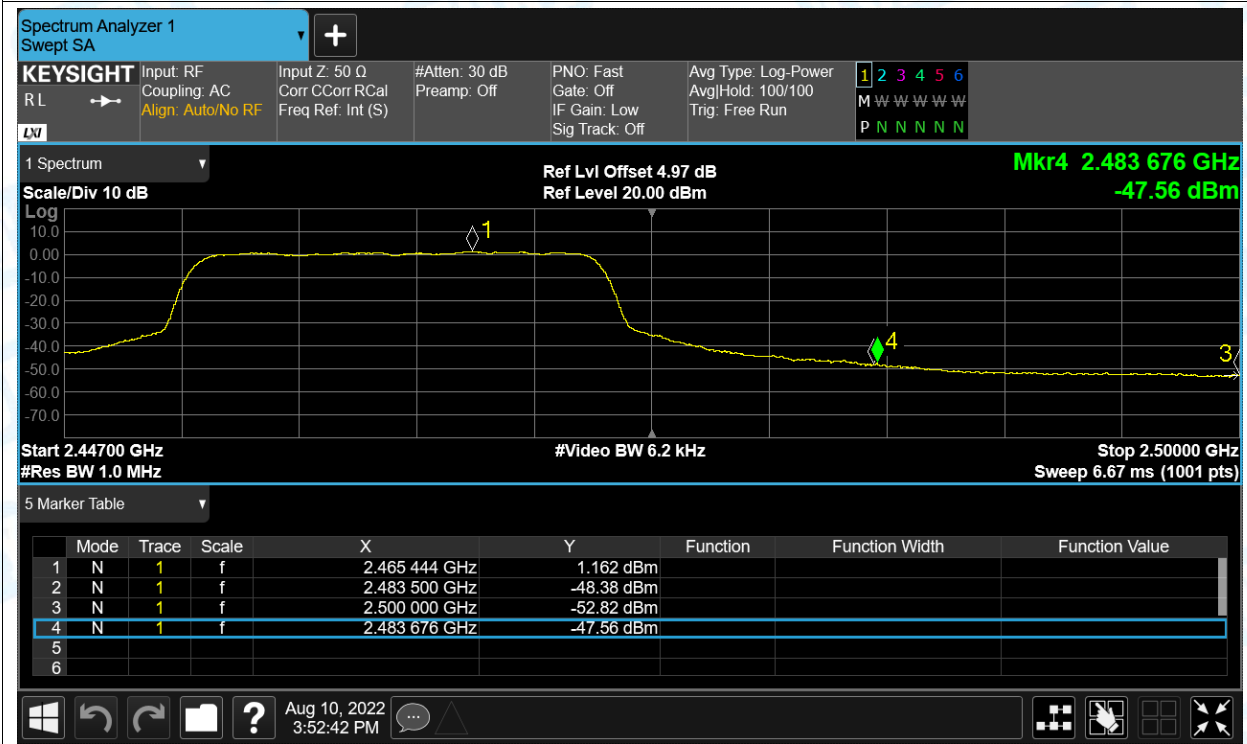 Spectrum Analyzer 1
Swept SA
+
KEYSIGHT
R L
LXI
Input: RF
Coupling: AC
Align: Auto/No RF
Input Z: 50 Ω
Corr CCorr RCal
Freq Ref: Int (S)
#Atten: 30 dB
Preamp: Off
PNO: Fast
Gate: Off
IF Gain: Low
Sig Track: Off
Avg Type: Log-Power
Avg|Hold: 100/100
Trig: Free Run
1 2 3 4 5 6
M W W W W W
P N N N N N
1 Spectrum
Scale/Div 10 dB
Ref Lvl Offset 4.97 dB
Ref Level 20.00 dBm
Mkr4 2.483 676 GHz
-47.56 dBm
Log
10.0
0.00
-10.0
-20.0
-30.0
-40.0
-50.0
-60.0
-70.0
1
4
3
Start 2.44700 GHz
#Video BW 6.2 kHz
Stop 2.50000 GHz
#Res BW 1.0 MHz
Sweep 6.67 ms (1001 pts)
5 Marker Table
Mode Trace Scale X Y Function Function Width Function Value
1 N 1 f 2.465 444 GHz 1.162 dBm
2 N 1 f 2.483 500 GHz -48.38 dBm
3 N 1 f 2.500 000 GHz -52.82 dBm
4 N 1 f 2.483 676 GHz -47.56 dBm
5
6
?
Aug 10, 2022
3:52:42 PM